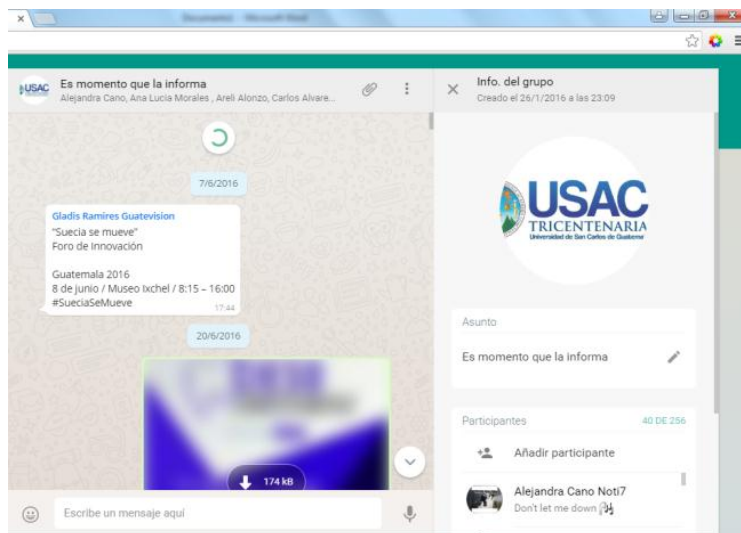 Documento1 - Microsoft Word
USAC
Es momento que la informa
Alejandra Cano, Ana Lucia Morales , Areli Alonzo, Carlos Alvare...
7/6/2016
Gladis Ramires Guatevision
"Suecia se mueve"
Foro de Innovación
Guatemala 2016
8 de junio / Museo Ixchel / 8:15 – 16:00
#SueciaSeMueve
17:44
20/6/2016
174 kB
Escribe un mensaje aquí
Info. del grupo
Creado el 26/1/2016 a las 23:09
USAC
TRICENTENARIA
Universidad de San Carlos de Guatemala
Asunto
Es momento que la informa
Participantes
40 DE 256
Añadir participante
Alejandra Cano Noti7
Don't let me down